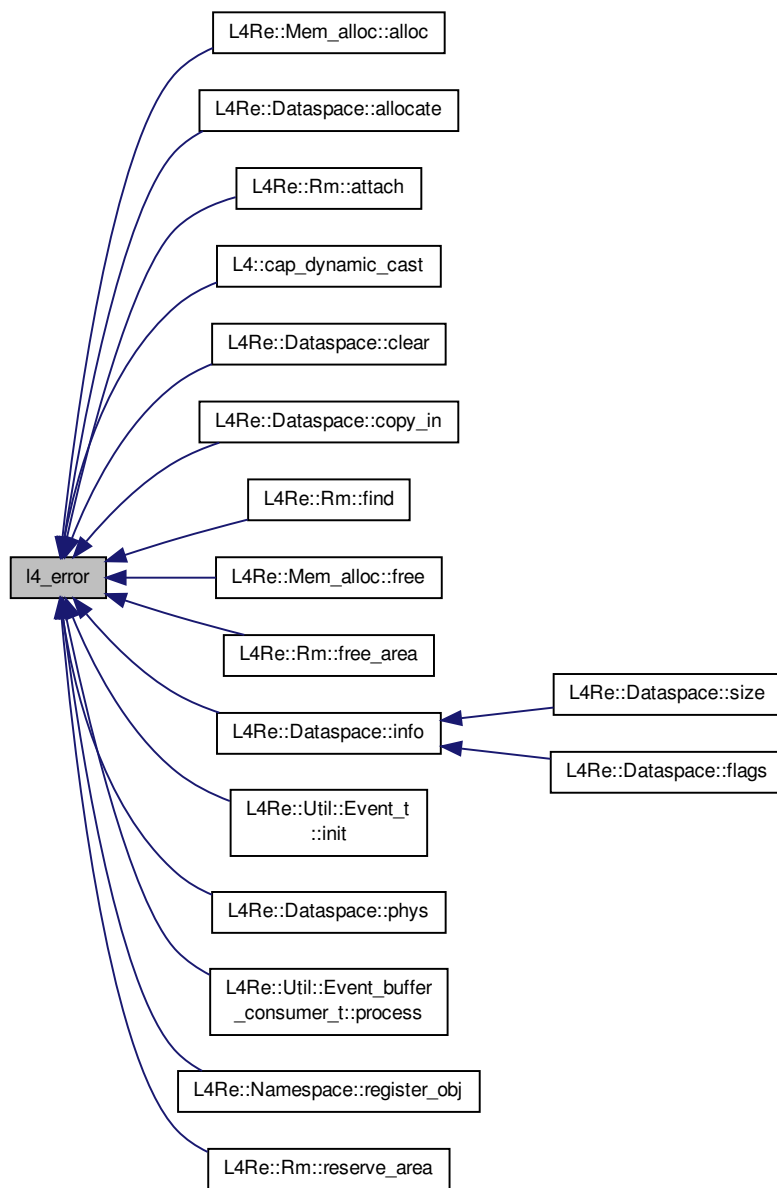 L4Re::Mem_alloc::alloc
L4Re::Dataspace::allocate
L4Re::Rm::attach
L4::cap_dynamic_cast
L4Re::Dataspace::clear
L4Re::Dataspace::copy_in
L4Re::Rm::find
l4_error
L4Re::Mem_alloc::free
L4Re::Rm::free_area
L4Re::Dataspace::size
L4Re::Dataspace::info
L4Re::Dataspace::flags
L4Re::Util::Event_t
::init
L4Re::Dataspace::phys
L4Re::Util::Event_buffer
_consumer_t::process
L4Re::Namespace::register_obj
L4Re::Rm::reserve_area